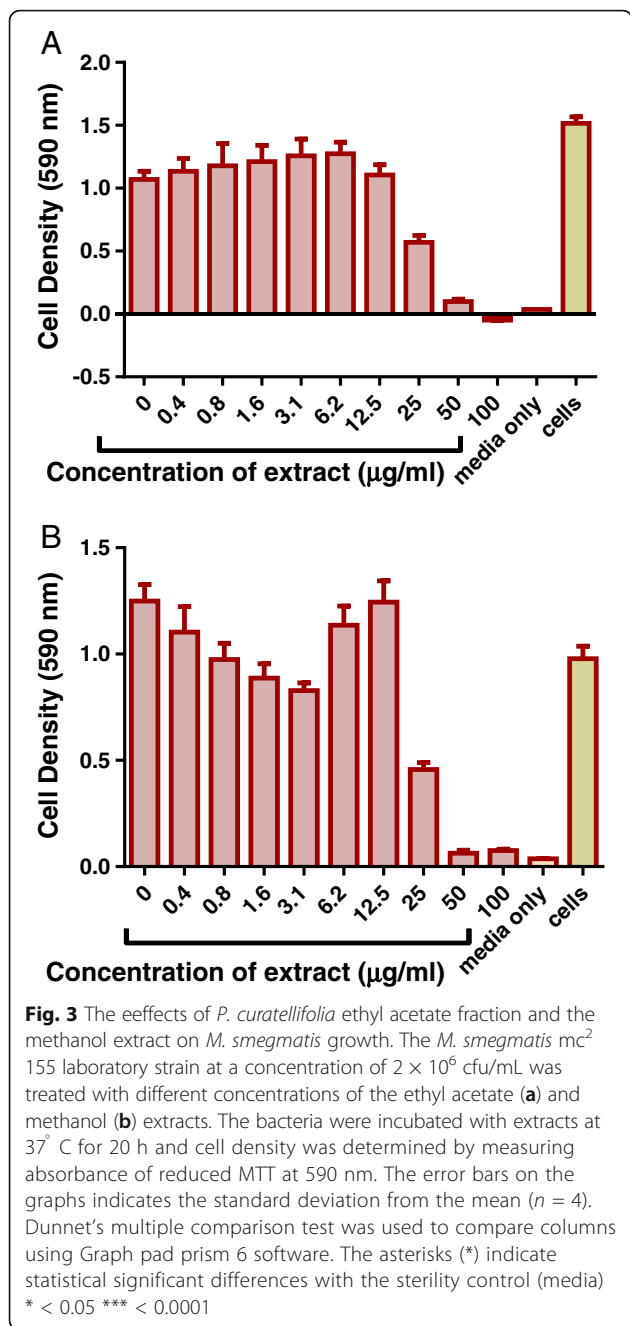 A
Cell Density (590 nm)
2.0
1.5
1.0
0.5
0.0
-0.5
0 0.4 0.8 1.6 3.1 6.2 12.5 25 50 100 media only cells
Concentration of extract (μg/ml)
B
Cell Density (590 nm)
1.5
1.0
0.5
0.0
0 0.4 0.8 1.6 3.1 6.2 12.5 25 50 100 media only cells
Concentration of extract (μg/ml)
Fig. 3 The eeffects of P. curatellifolia ethyl acetate fraction and the
methanol extract on M. smegmatis growth. The M. smegmatis mc²
155 laboratory strain at a concentration of 2 × 10⁶ cfu/mL was
treated with different concentrations of the ethyl acetate (a) and
methanol (b) extracts. The bacteria were incubated with extracts at
37° C for 20 h and cell density was determined by measuring
absorbance of reduced MTT at 590 nm. The error bars on the
graphs indicates the standard deviation from the mean (n = 4).
Dunnet's multiple comparison test was used to compare columns
using Graph pad prism 6 software. The asterisks (*) indicate
statistical significant differences with the sterility control (media)
* < 0.05 *** < 0.0001